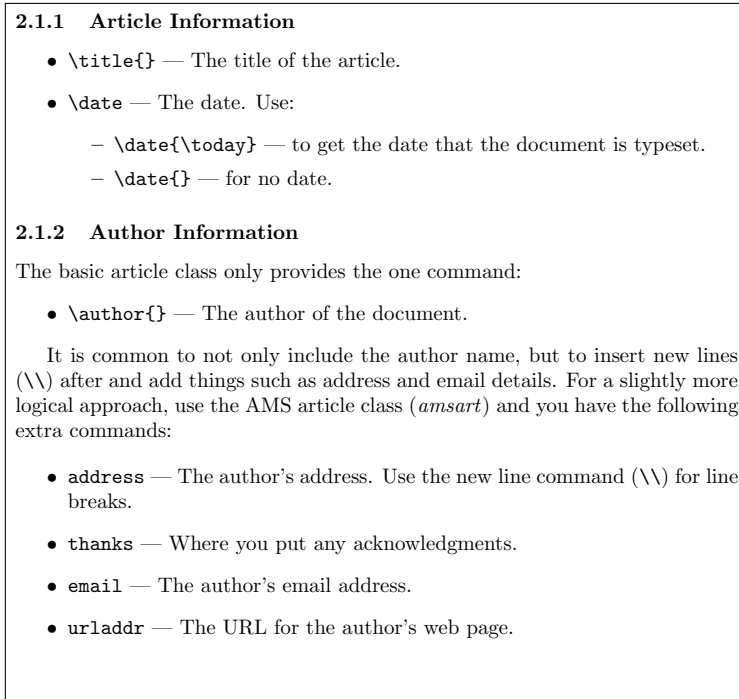 2.1.1 Article Information
• \title{} — The title of the article.
• \date — The date. Use:
– \date{\today} — to get the date that the document is typeset.
– \date{} — for no date.
2.1.2 Author Information
The basic article class only provides the one command:
• \author{} — The author of the document.
It is common to not only include the author name, but to insert new lines
(\\) after and add things such as address and email details. For a slightly more
logical approach, use the AMS article class (amsart) and you have the following
extra commands:
• address — The author's address. Use the new line command (\\) for line
breaks.
• thanks — Where you put any acknowledgments.
• email — The author's email address.
• urladdr — The URL for the author's web page.